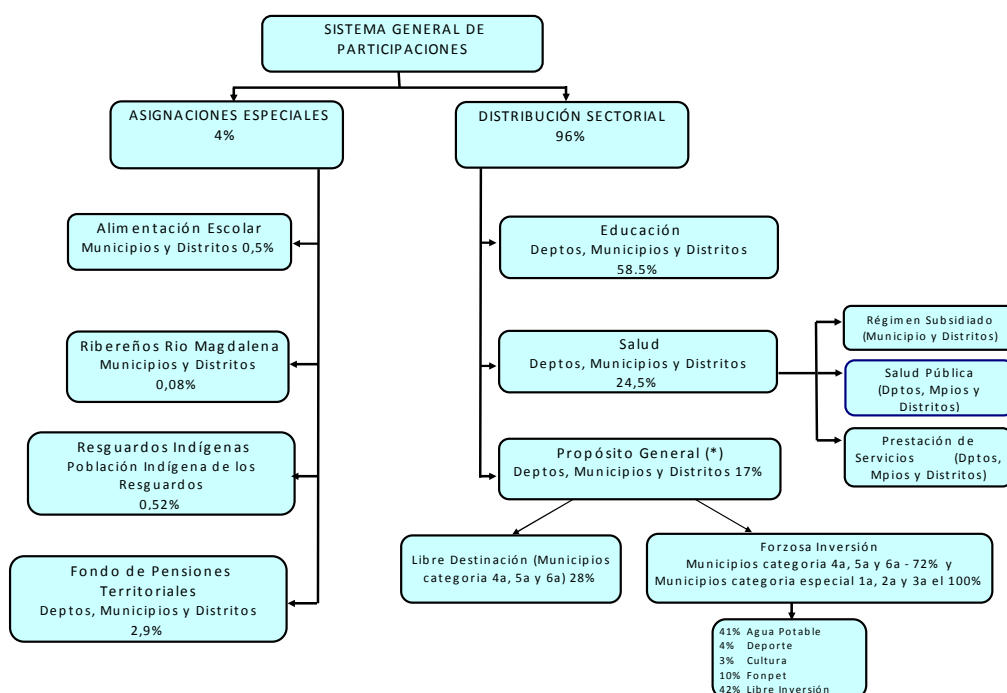 SISTEMA GENERAL DE
PARTICIPACIONES
ASIGNACIONES ESPECIALES
4%
DISTRIBUCIÓN SECTORIAL
96%
Alimentación Escolar
Municipios y Distritos 0,5%
Ribereños Rio Magdalena
Municipios y Distritos
0,08%
Resguardos Indígenas
Población Indígena de los
Resguardos
0,52%
Fondo de Pensiones
Territoriales
Deptos, Municipios y Distritos
2,9%
Educación
Deptos, Municipios y Distritos
58.5%
Salud
Deptos, Municipios y Distritos
24,5%
Régimen Subsidiado
(Municipio y Distritos)
Salud Pública
(Dptos, Mpios y
Distritos)
Prestación de
Servicios (Dptos,
Mpios y Distritos)
Propósito General (*)
Deptos, Municipios y Distritos 17%
Libre Destinación (Municipios
categoria 4a, 5a y 6a) 28%
Forzosa Inversión
Municipios categoria 4a, 5a y 6a - 72% y
Municipios categoria especial 1a, 2a y 3a el 100%
41% Agua Potable
4% Deporte
3% Cultura
10% Fonpet
42% Libre Inversión